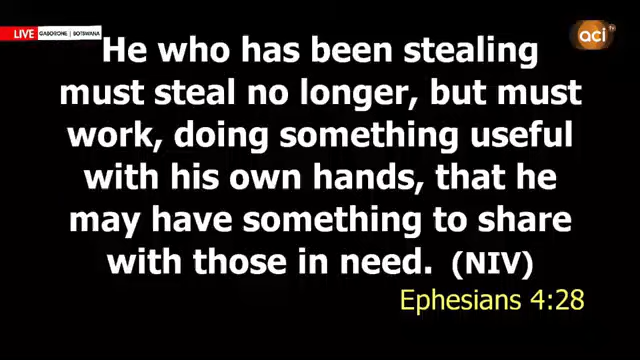 LIVE GABORONE | BOTSWANA
aci
He who has been stealing
must steal no longer, but must
work, doing something useful
with his own hands, that he
may have something to share
with those in need. (NIV)
Ephesians 4:28